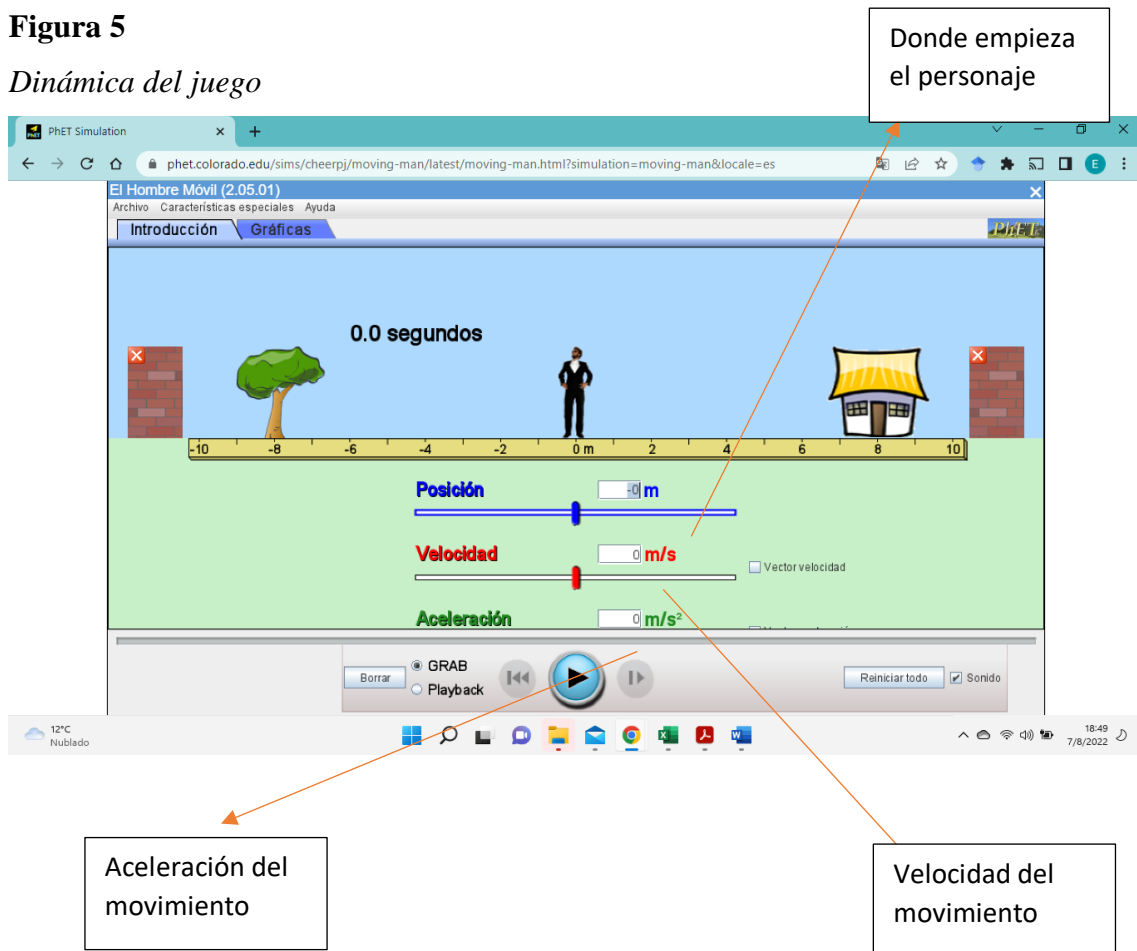 Figura 5
Donde empieza
el personaje
Dinámica del juego
PhET Simulation
phet.colorado.edu/sims/cheerpj/moving-man/latest/moving-man.html?simulation=moving-man&locale=es
E
El Hombre Móvil (2.05.01)
Archivo Características especiales Ayuda
Introducción Gráficas
PhET
0.0 segundos
-10 -8 -6 -4 -2 0 m 2 4 6 8 10
Posición -0 m
Velocidad 0 m/s
Vector velocidad
Aceleración 0 m/s²
Borrar
GRAB
Playback
Reiniciar todo
Sonido
12°C
Nublado
18:49
7/8/2022
Aceleración del
movimiento
Velocidad del
movimiento